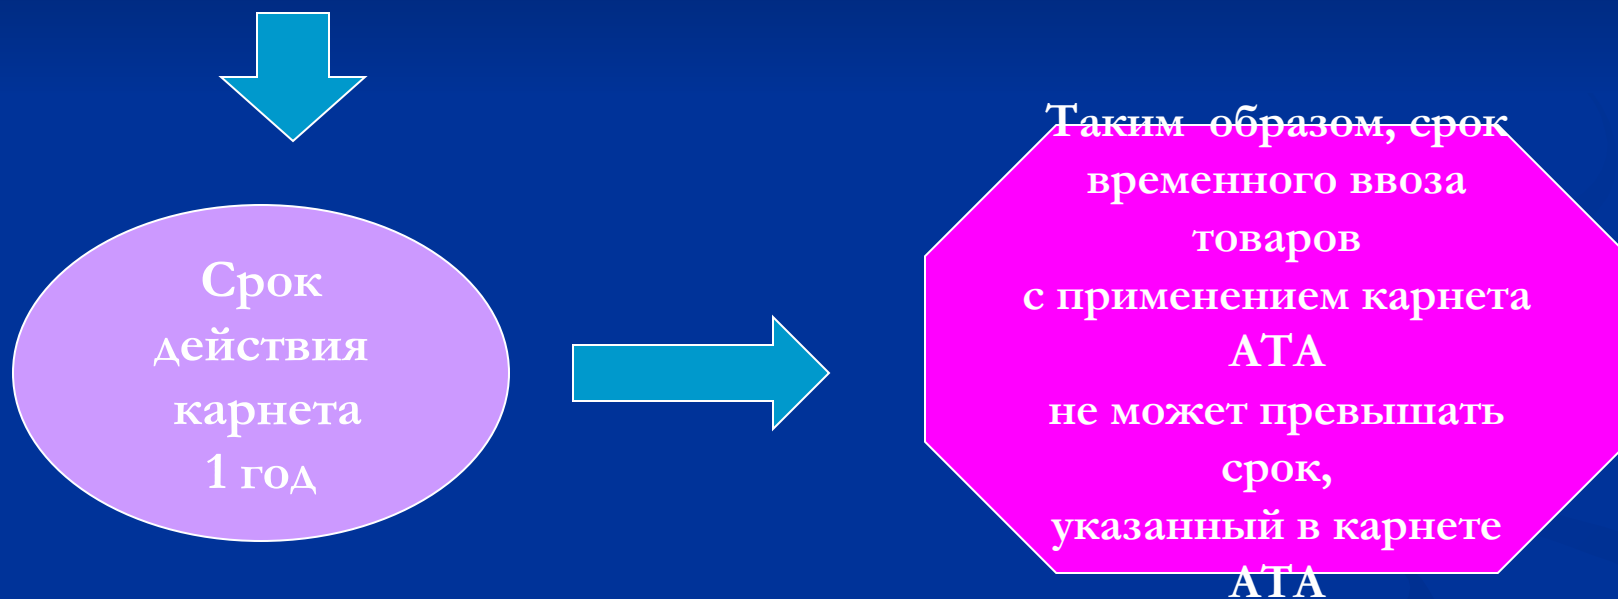 Срок
действия
карнета
1 год
Таким образом, срок
временного ввоза
товаров
с применением карнета
АТА
не может превышать
срок,
указанный в карнете
АТА